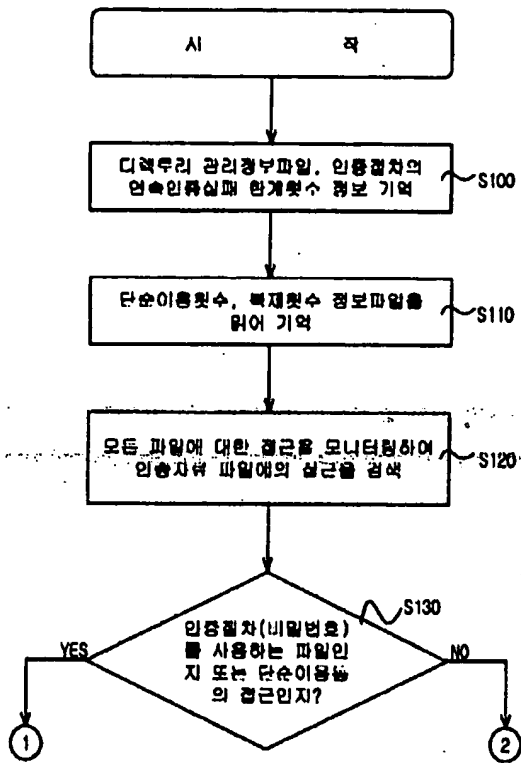 시 작
디렉토리 관리정보파일, 인증절차의
연속인증실패 한계횟수 정보 기억
S100
단순이용횟수, 복제횟수 정보파일을
읽어 기억
S110
모든 파일에 대한 접근을 모니터링하여
파일에의 접근을 검색
S120
S130
인증절차(비밀번호)
를 사용하는 파일인
지 또는 단순이용등
의 접근인지?
YES
NO
1
2